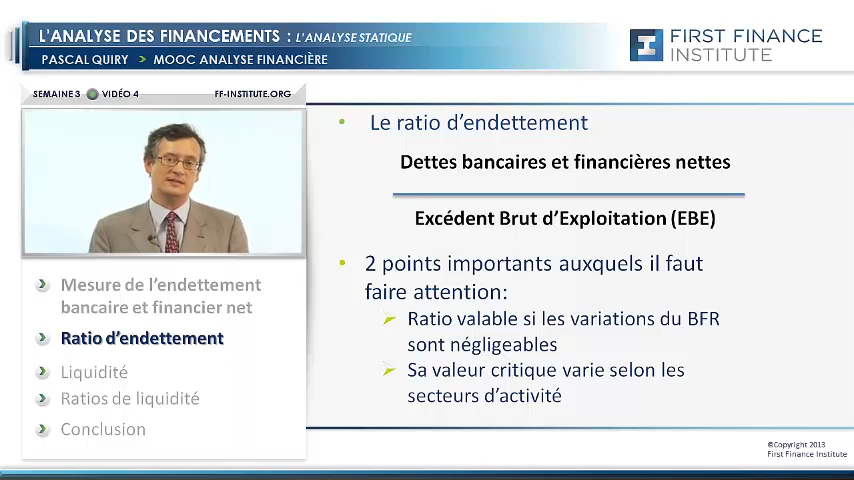 L'ANALYSE DES FINANCEMENTS : L'ANALYSE STATIQUE
PASCAL QUIRY > MOOC ANALYSE FINANCIÈRE
FIRST FINANCE
INSTITUTE
SEMAINE 3 VIDÉO 4 FF-INSTITUTE.ORG
Mesure de l'endettement
bancaire et financier net
Ratio d'endettement
Liquidité
Ratios de liquidité
Conclusion
• Le ratio d'endettement
Dettes bancaires et financières nettes
Excédent Brut d'Exploitation (EBE)
• 2 points importants auxquels il faut
faire attention:
Ratio valable si les variations du BFR
sont négligeables
Sa valeur critique varie selon les
secteurs d'activité
©Copyright 2013
First Finance Institute